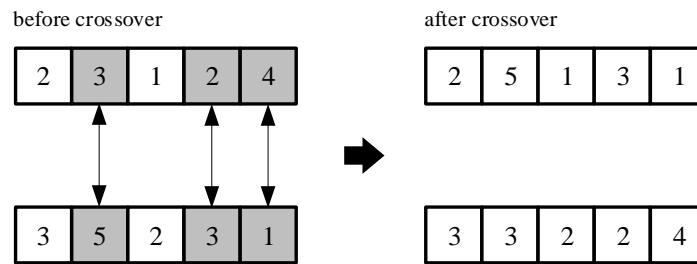 before crossover
after crossover
2 3 1 2 4
2 5 1 3 1
3 5 2 3 1
3 3 2 2 4